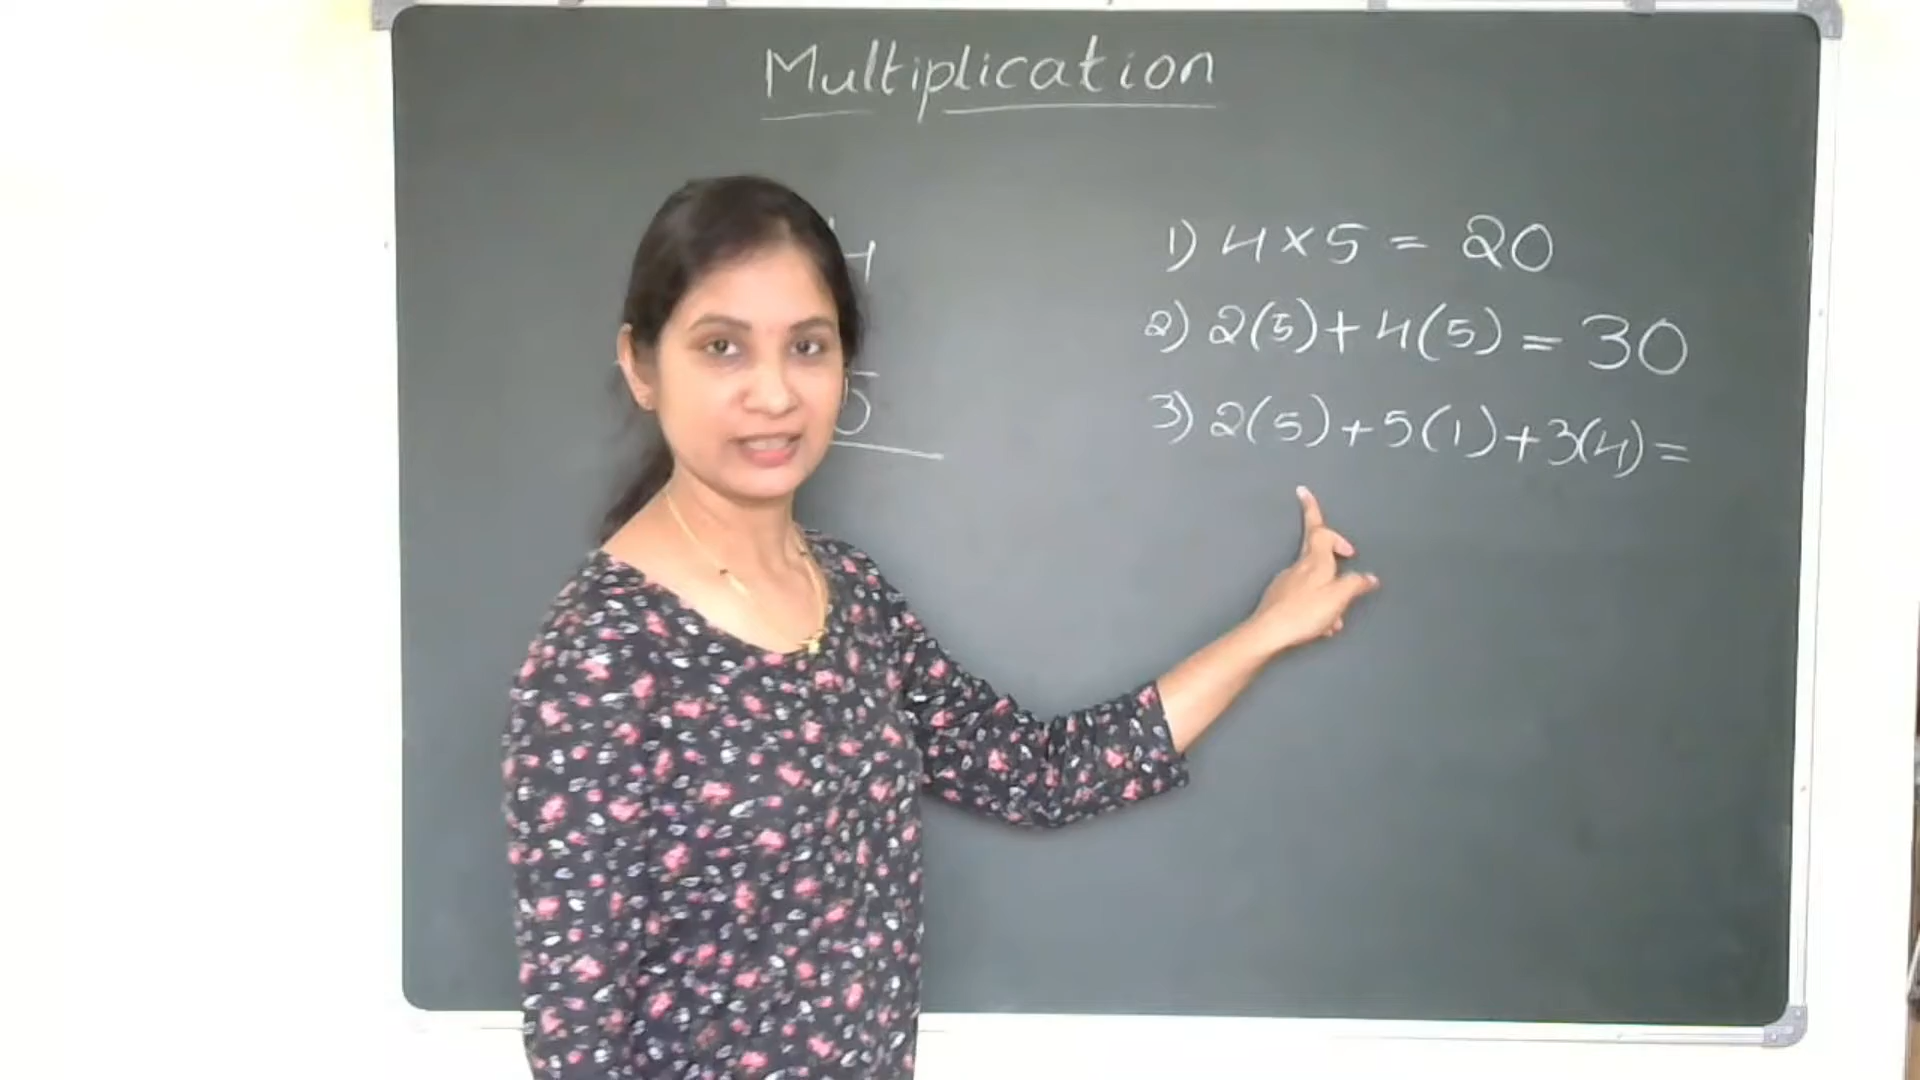 Multiplication
1) 4×5 = 20
2) 2(5)+4(5) = 30
3) 2(5)+5(1)+3(4)=